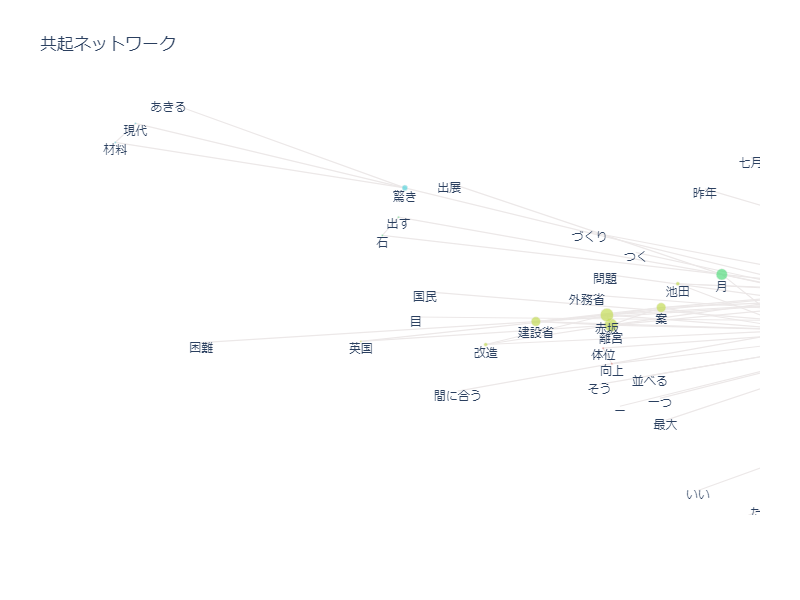 共起ネットワーク
あきる
現代
材料
七月
出展
昨年
驚き
出す
石
づくり
つく
問題
池田
月
国民
外務省
案
目
建設省
赤坂
離宮
困難
英国
改造
体位
向上
そう
並べる
間に合う
一つ
ー
最大
いい